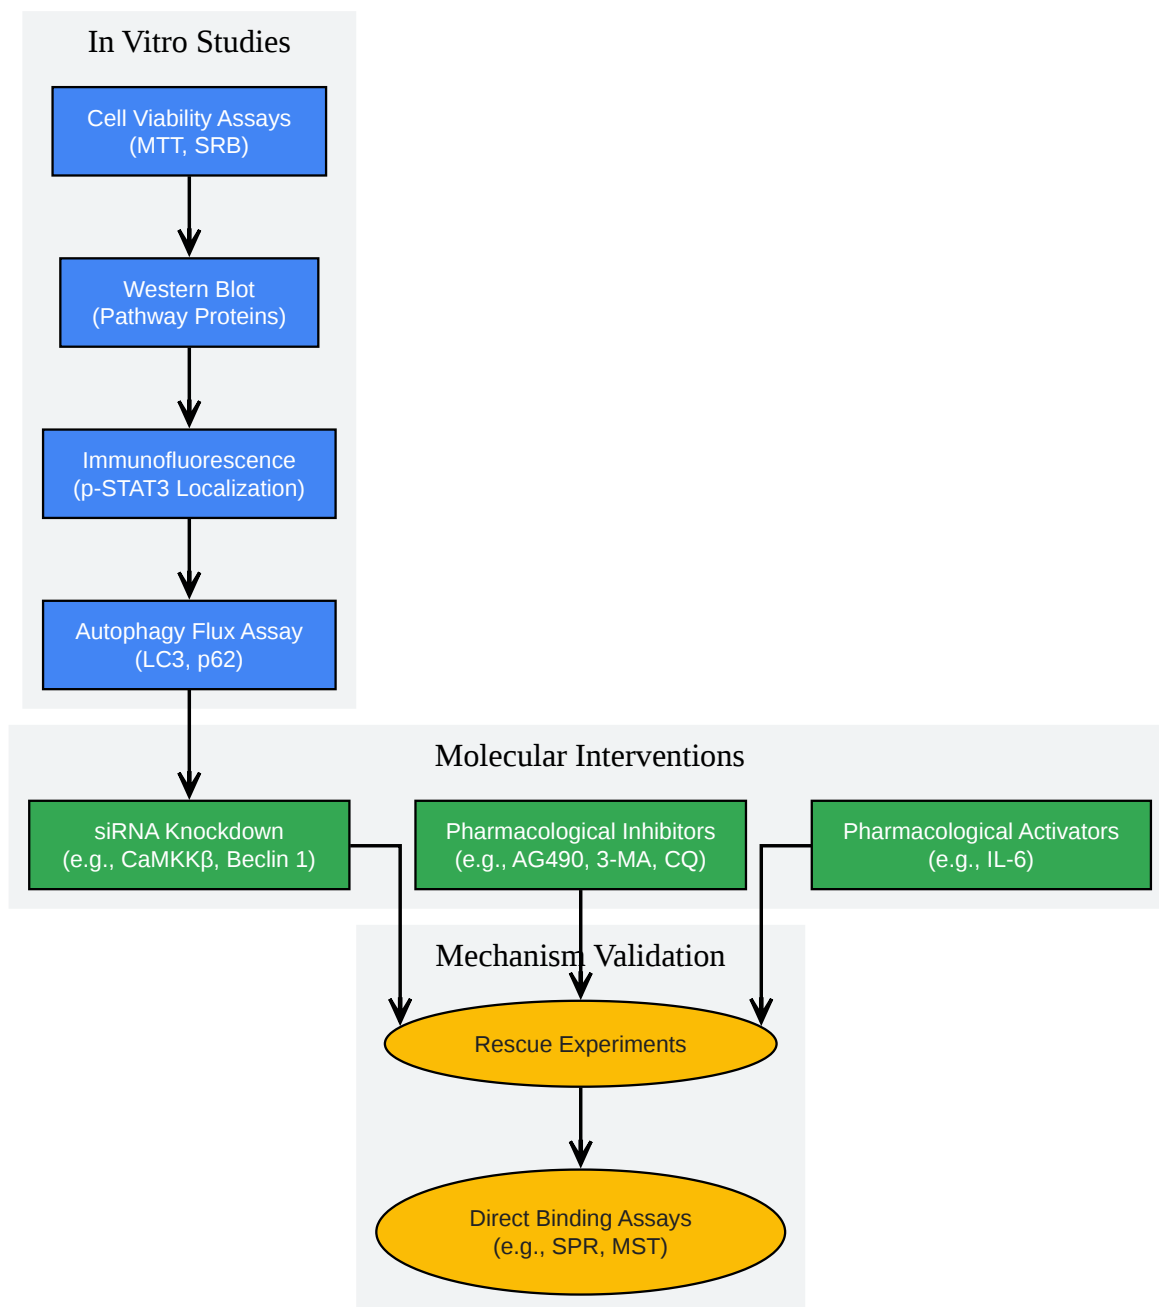 In Vitro Studies
Cell Viability Assays
(MTT, SRB)
Western Blot
(Pathway Proteins)
Immunofluorescence
(p-STAT3 Localization)
Autophagy Flux Assay
(LC3, p62)
Molecular Interventions
siRNA Knockdown
(e.g., CaMKKβ, Beclin 1)
Pharmacological Inhibitors
(e.g., AG490, 3-MA, CQ)
Pharmacological Activators
(e.g., IL-6)
Mechanism Validation
Rescue Experiments
Direct Binding Assays
(e.g., SPR, MST)